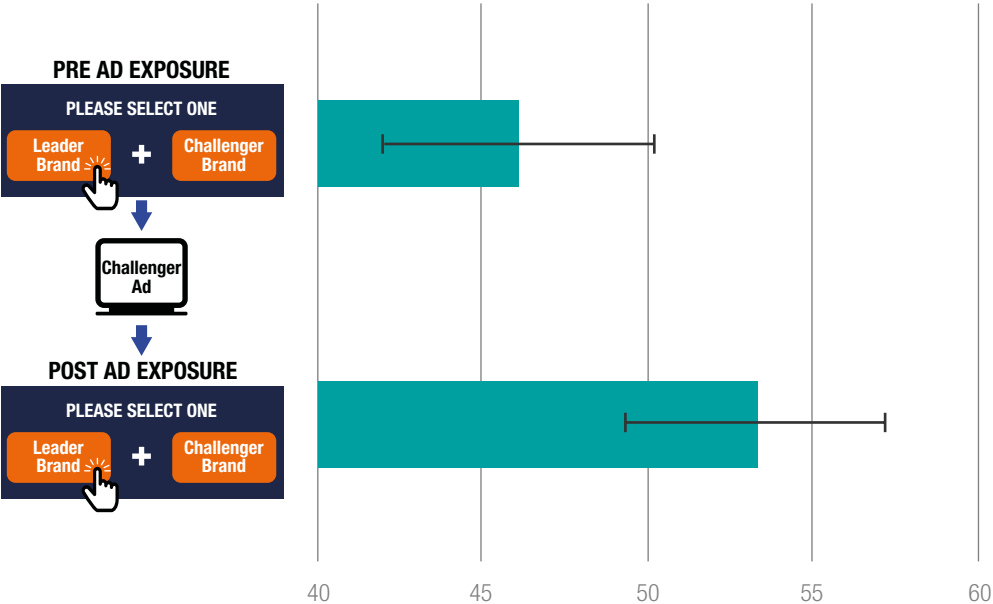 PRE AD EXPOSURE
PLEASE SELECT ONE
Leader
Brand
+
Challenger
Brand
Challenger
Ad
POST AD EXPOSURE
PLEASE SELECT ONE
Leader
Brand
+
Challenger
Brand
40 45 50 55 60